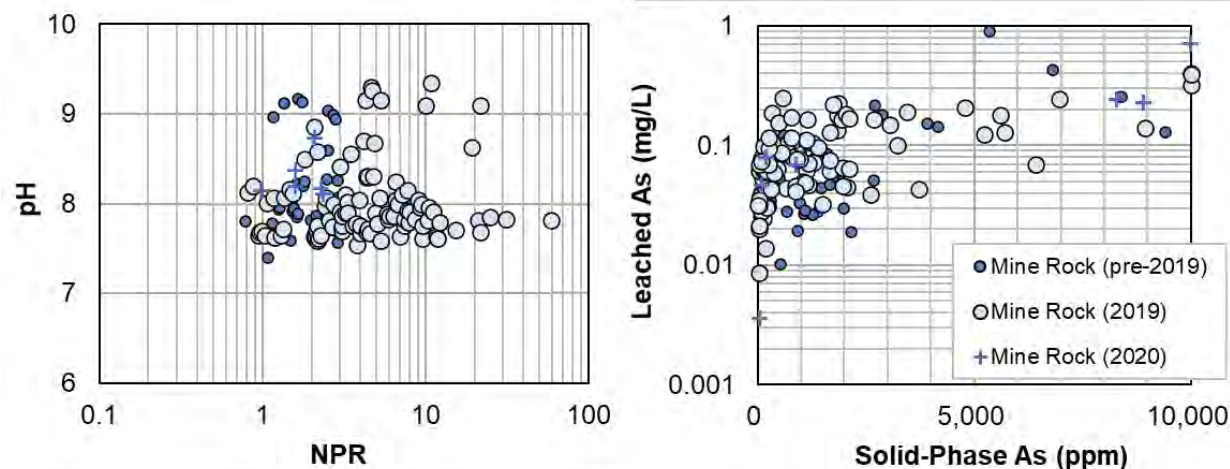 10
9
8
7
6
pH
0.1
1
10
100
NPR
1
0.1
0.01
0.001
Leached As (mg/L)
0
5,000
10,000
Solid-Phase As (ppm)
Mine Rock (pre-2019)
Mine Rock (2019)
Mine Rock (2020)